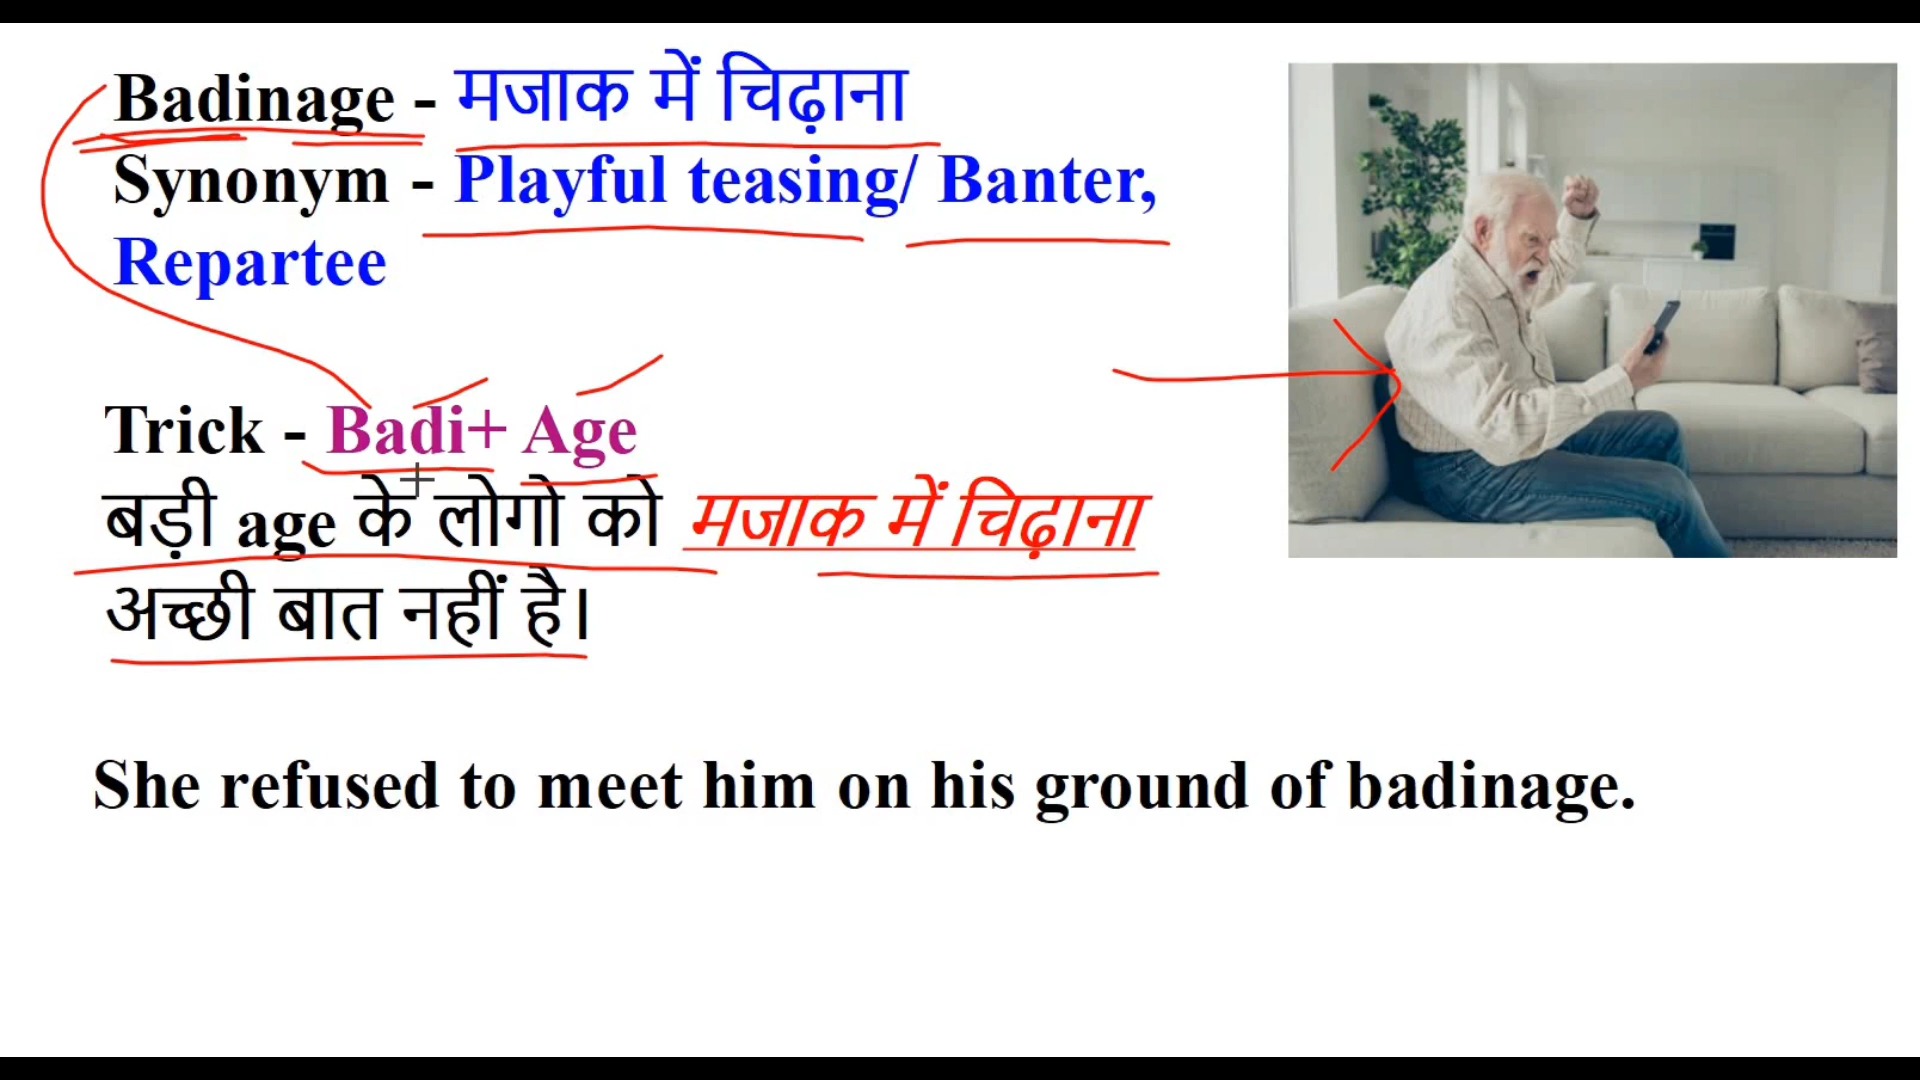 Badinage - मजाक में चिढ़ाना
Synonym - Playful teasing/ Banter,
Repartee
Trick - Badi+ Age
बड़ी age के लोगो को मजाक में चिढ़ाना
अच्छी बात नहीं है।
She refused to meet him on his ground of badinage.